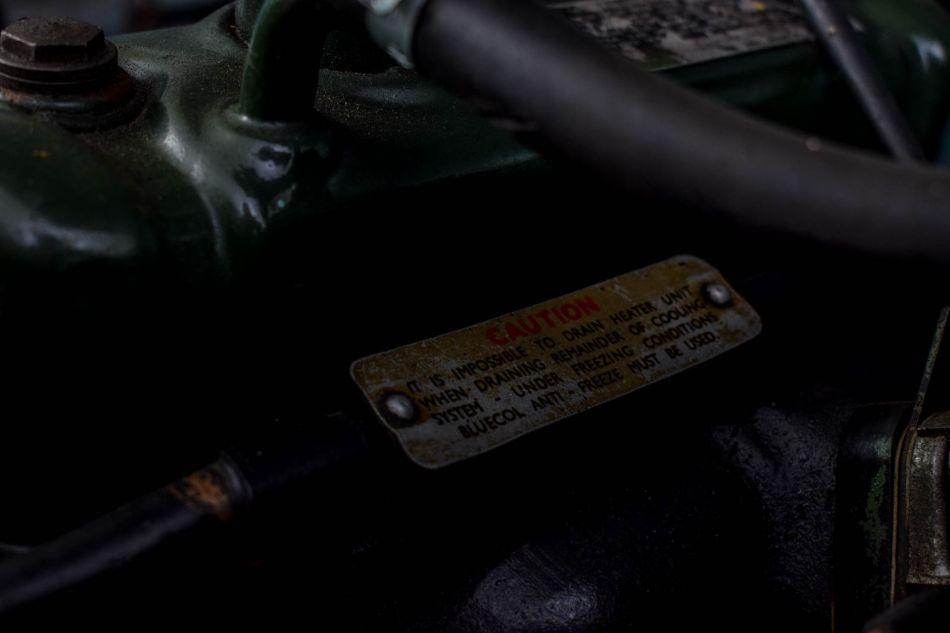 CAUTION
IT IS IMPOSSIBLE TO DRAIN HEATER UNIT
WHEN DRAINING REMAINDER OF COOLING
SYSTEM - UNDER FREEZING CONDITIONS
BLUECOL ANTI-FREEZE MUST BE USED